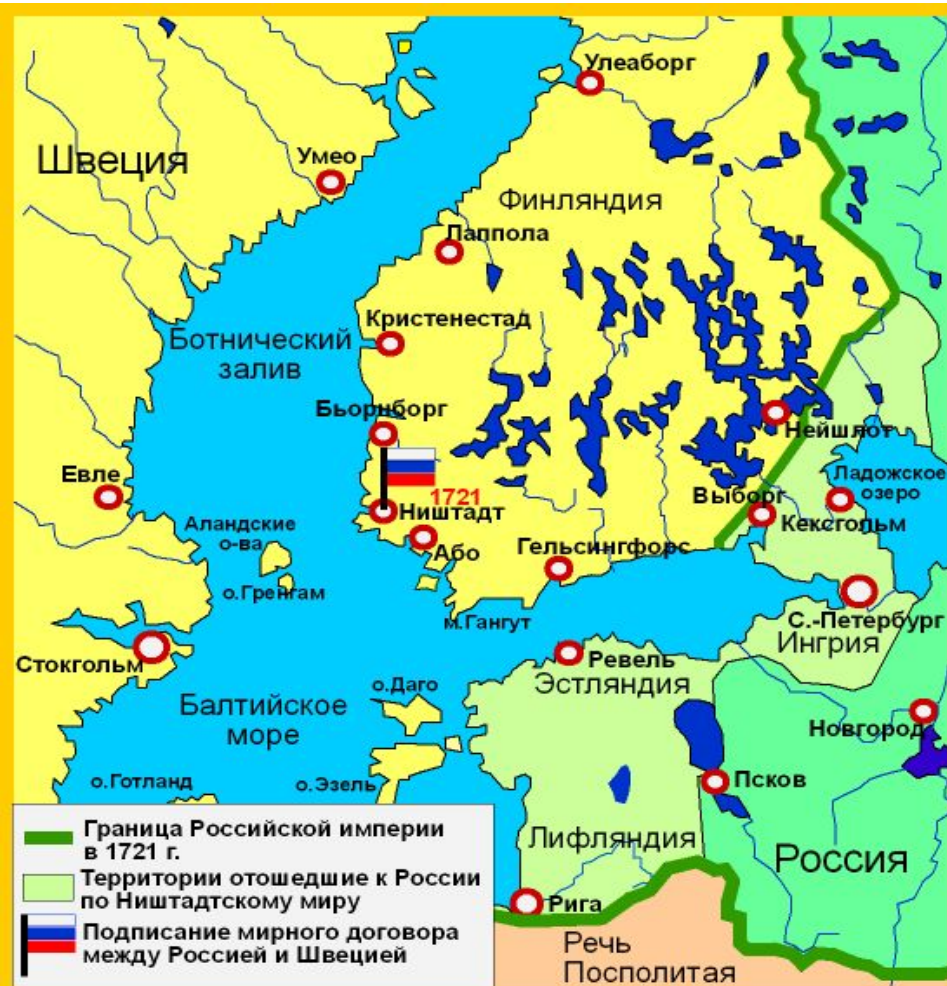 Улеаборг
Швеция
Умео
Финляндия
Лаппола
Кристенестад
Ботнический
залив
Бьорнборг
Нейшлот
Ладожское
озеро
Евле
1721
Выборг
Ништадт
Кексгольм
Аландские
о-ва
Або
Гельсингфорс
о.Гренгам
м.Гангут
С.-Петербург
Ингрия
Стокгольм
Ревель
Эстляндия
о.Даго
Балтийское
море
Новгород
о.Готланд
о.Эзель
Псков
Лифляндия
Россия
Рига
Речь
Посполитая
Граница Российской империи
в 1721 г.
Территории отошедшие к России
по Ништадтскому миру
Подписание мирного договора
между Россией и Швецией